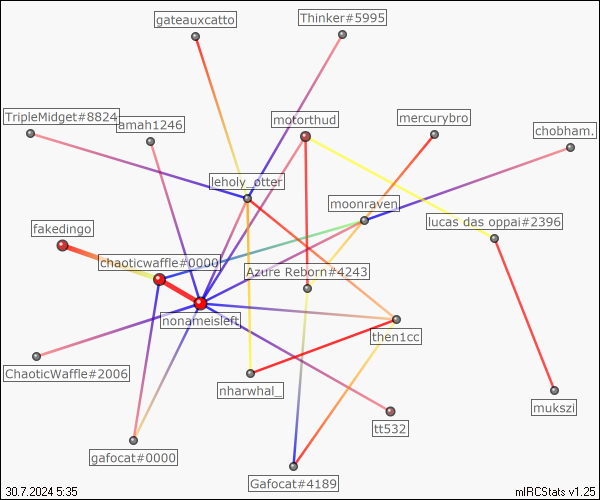 gateauxcatto
Thinker#5995
TripleMidget#8824
amah1246
motorthud
mercurybro
chobham.
leholy_otter
moonraven
fakedingo
lucas das oppai#2396
chaoticwaffle#0000
Azure Reborn#4243
nonameisleft
then1cc
ChaoticWaffle#2006
nharwhal_
mukszi
tt532
gafocat#0000
Gafocat#4189
30.7.2024 5:35
mIRCStats v1.25